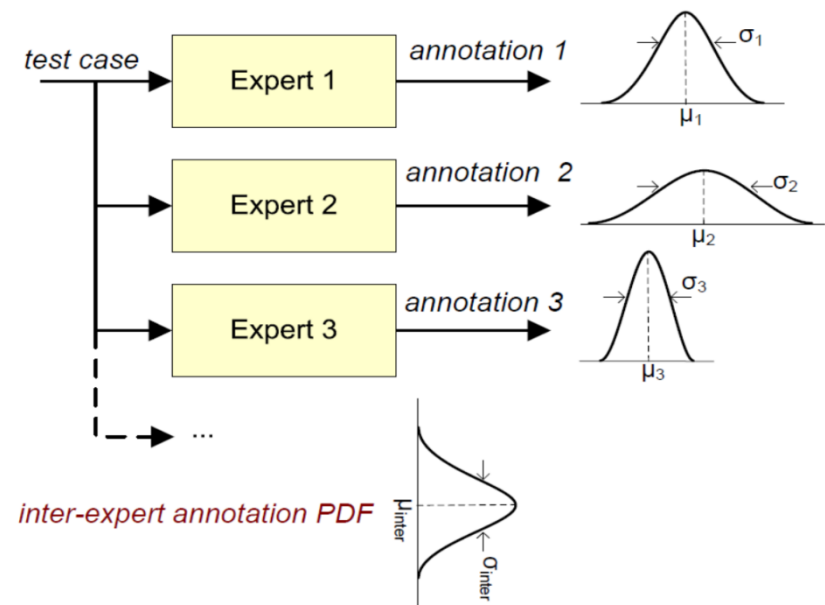 test case
Expert 1
annotation 1
σ1
μ1
Expert 2
annotation 2
σ2
μ2
Expert 3
annotation 3
σ3
μ3
...
inter-expert annotation PDF
μinter
σinter